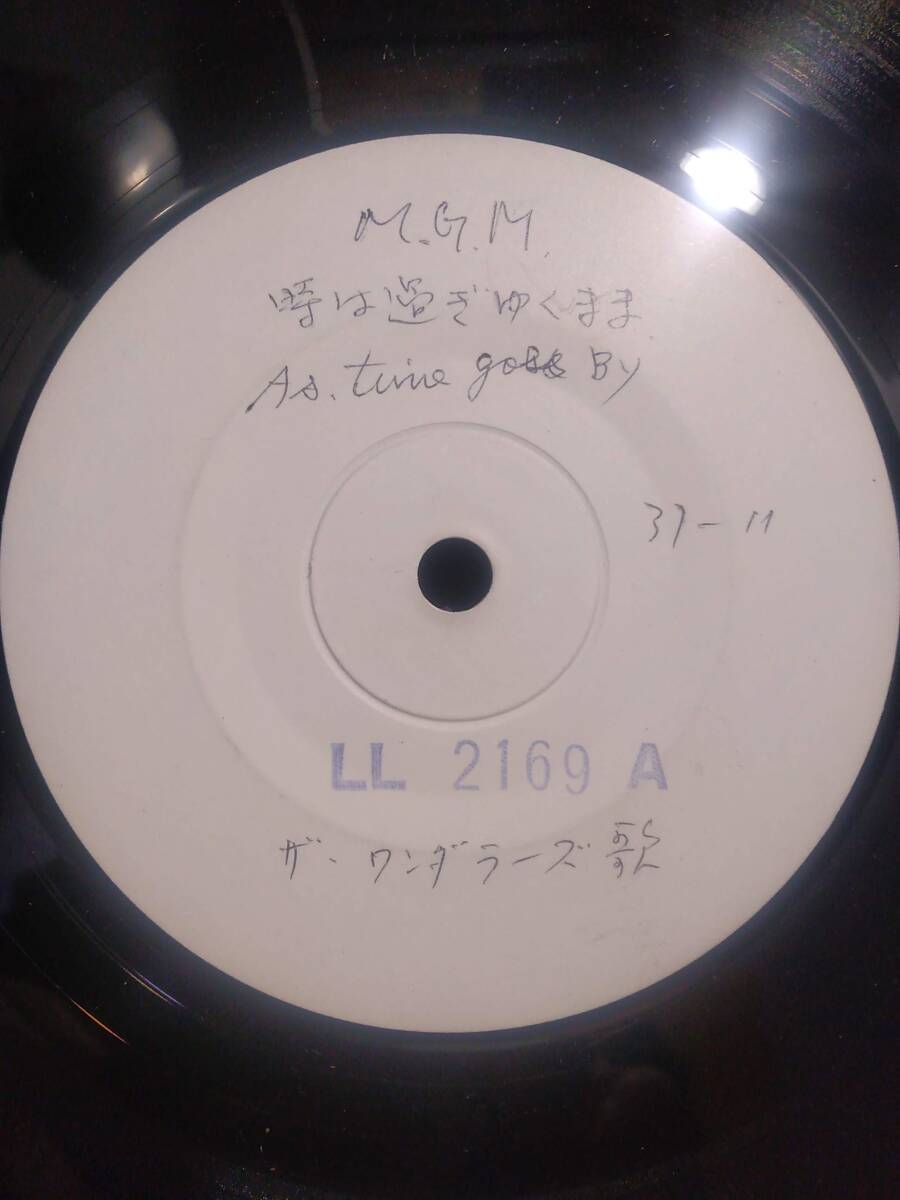 M.G.M.
時は過ぎゆくまま
As. time goes By
37-11
LL 2169 A
ザ・ワンダラーズ 歌